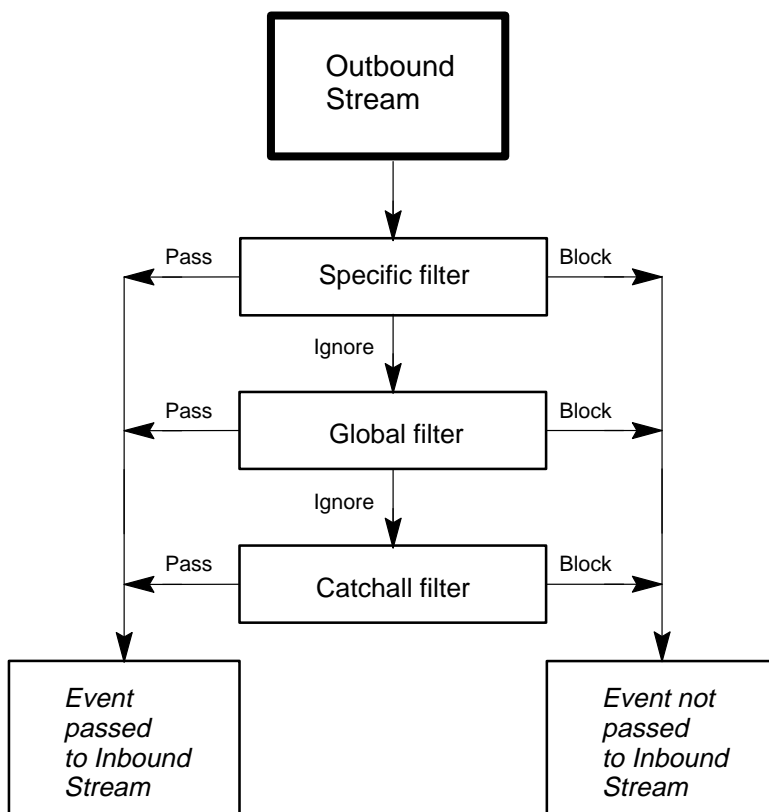 Outbound
Stream
Pass
Specific filter
Block
Ignore
Pass
Global filter
Block
Ignore
Pass
Catchall filter
Block
Event
passed
to Inbound
Stream
Event not
passed
to Inbound
Stream